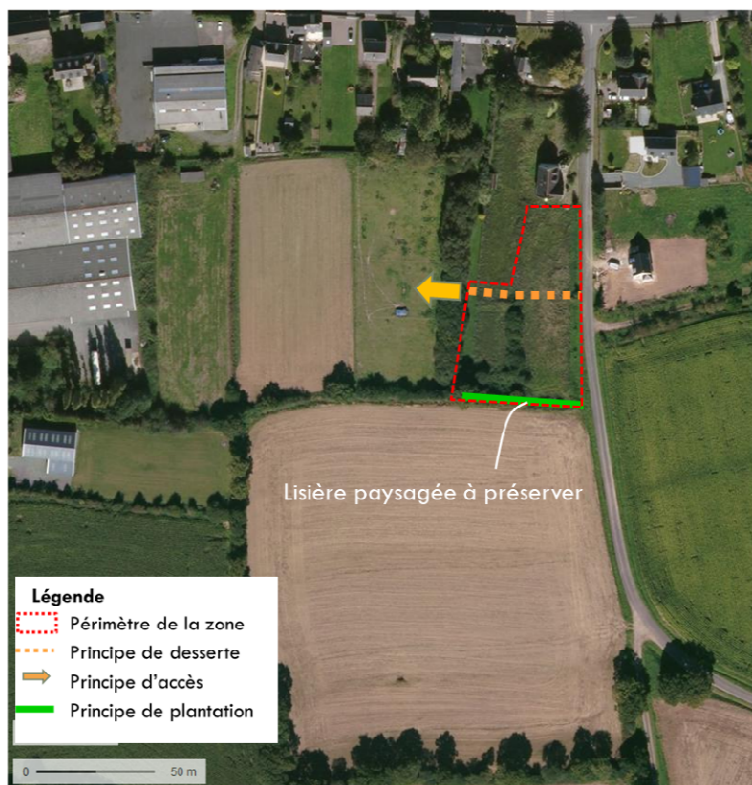 Lisière paysagée à préserver
Légende
Périmètre de la zone
Principe de desserte
Principe d'accès
Principe de plantation
0 50 m